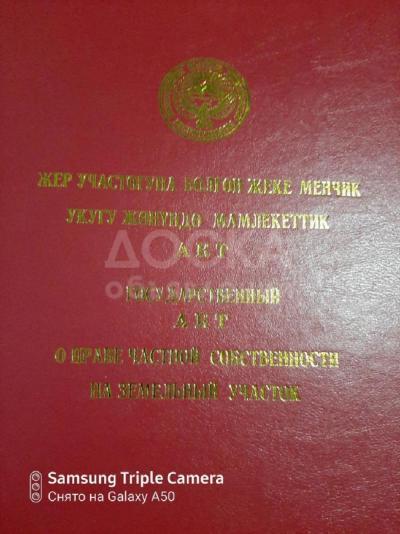 ЖЕР УЧАСТОГУНА БОЛГОН ЖЕКЕ МЕНЧИК
УКУГУ ЖӨНҮНДӨ МАМЛЕКЕТТИК
АКТ
ГОСУДАРСТВЕННЫЙ
АКТ
О ПРАВЕ ЧАСТНОЙ СОБСТВЕННОСТИ
НА ЗЕМЕЛЬНЫЙ УЧАСТОК
ДОСКА
Samsung Triple Camera
Снято на Galaxy A50